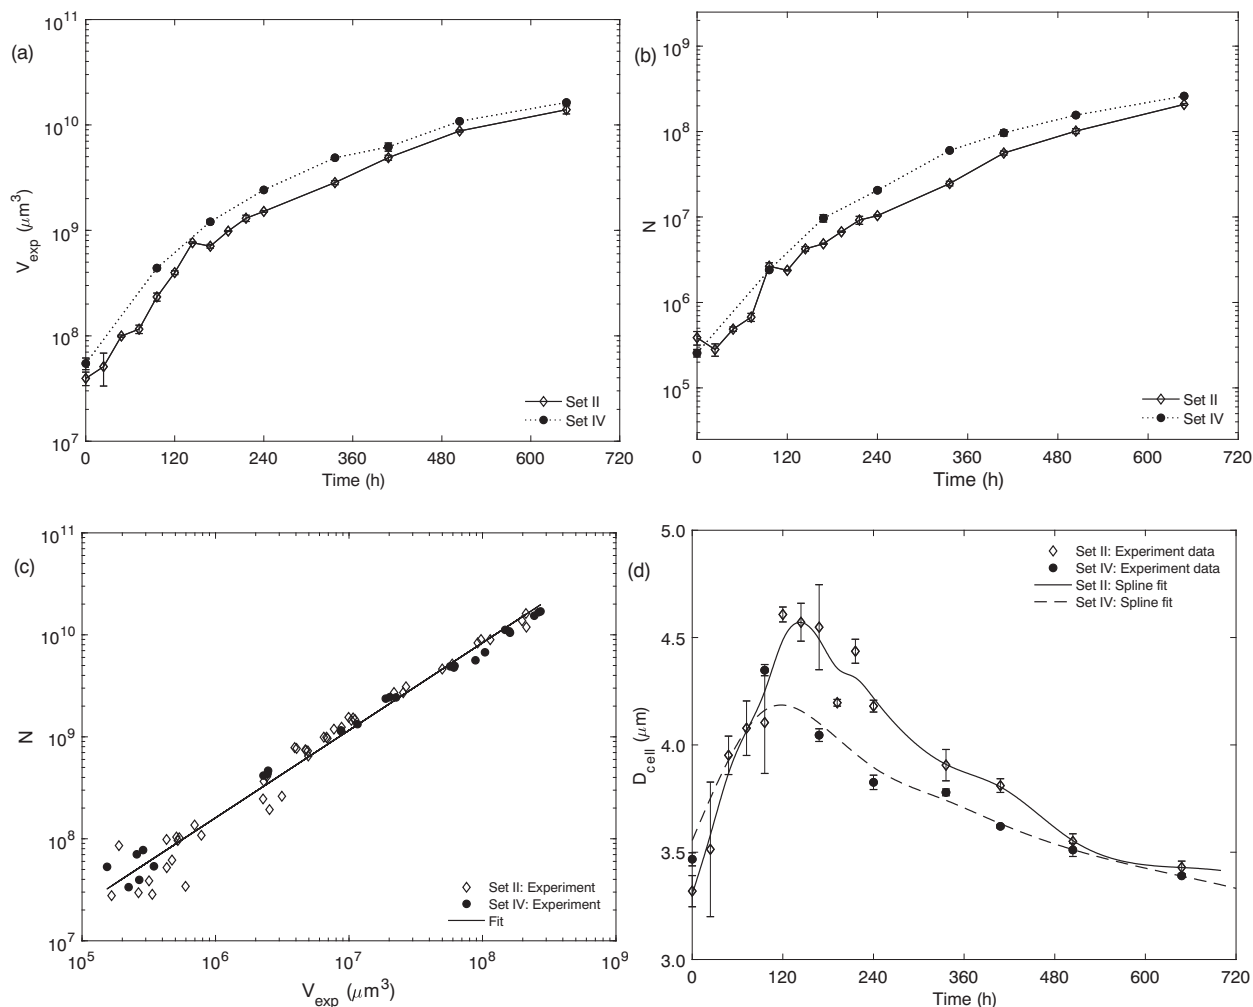 (a)
10^11
10^10
10^9
10^8
10^7
V_exp (μm^3)
0 120 240 360 480 600 720
Time (h)
Set II
Set IV
(b)
10^9
10^8
10^7
10^6
10^5
N
0 120 240 360 480 600 720
Time (h)
Set II
Set IV
(c)
10^11
10^10
10^9
10^8
10^7
N
10^5 10^6 10^7 10^8 10^9
V_exp (μm^3)
Set II: Experiment
Set IV: Experiment
Fit
(d)
5.0
4.5
4.0
3.5
3.0
D_cell (μm)
0 120 240 360 480 600 720
Time (h)
Set II: Experiment data
Set IV: Experiment data
Set II: Spline fit
Set IV: Spline fit